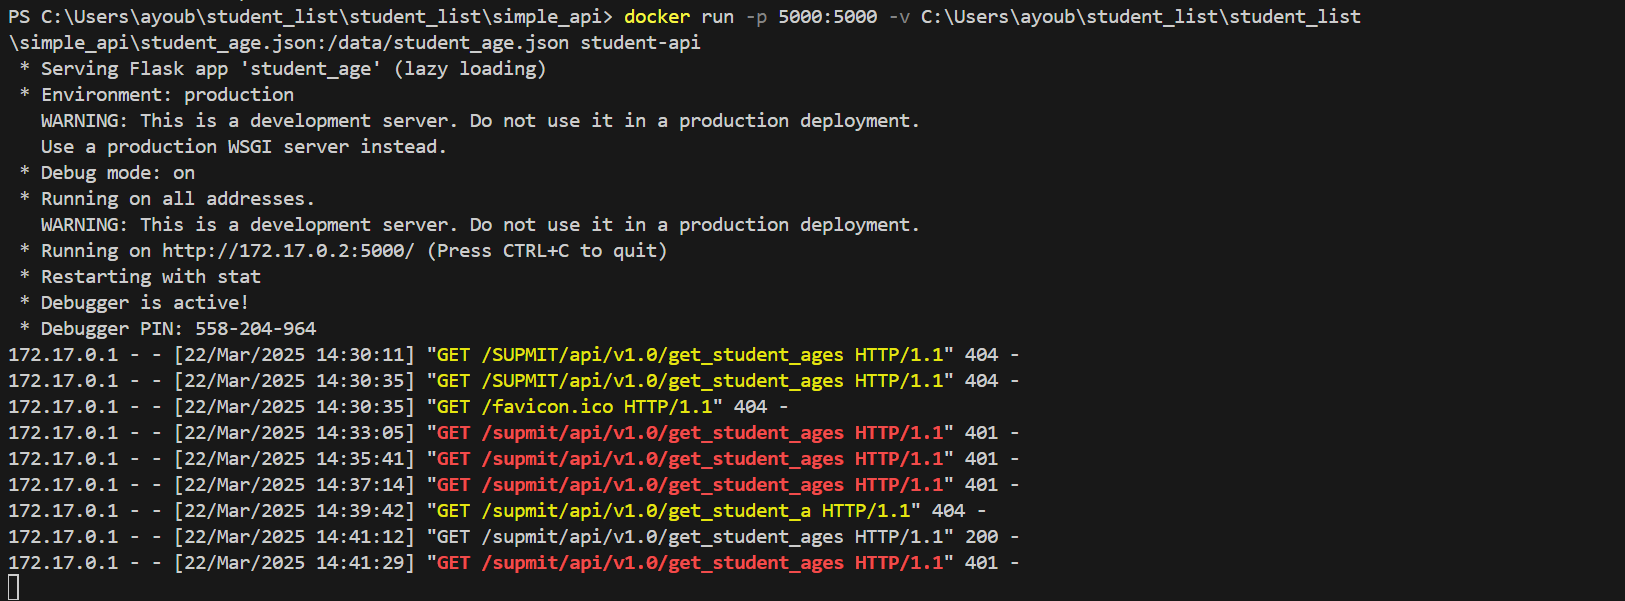 PS C:\Users\ayoub\student_list\student_list\simple_api> docker run -p 5000:5000 -v C:\Users\ayoub\student_list\student_list
\simple_api\student_age.json:/data/student_age.json student-api
 * Serving Flask app 'student_age' (lazy loading)
 * Environment: production
   WARNING: This is a development server. Do not use it in a production deployment.
   Use a production WSGI server instead.
 * Debug mode: on
 * Running on all addresses.
   WARNING: This is a development server. Do not use it in a production deployment.
 * Running on http://172.17.0.2:5000/ (Press CTRL+C to quit)
 * Restarting with stat
 * Debugger is active!
 * Debugger PIN: 558-204-964
172.17.0.1 - - [22/Mar/2025 14:30:11] "GET /SUPMIT/api/v1.0/get_student_ages HTTP/1.1" 404 -
172.17.0.1 - - [22/Mar/2025 14:30:35] "GET /SUPMIT/api/v1.0/get_student_ages HTTP/1.1" 404 -
172.17.0.1 - - [22/Mar/2025 14:30:35] "GET /favicon.ico HTTP/1.1" 404 -
172.17.0.1 - - [22/Mar/2025 14:33:05] "GET /supmit/api/v1.0/get_student_ages HTTP/1.1" 401 -
172.17.0.1 - - [22/Mar/2025 14:35:41] "GET /supmit/api/v1.0/get_student_ages HTTP/1.1" 401 -
172.17.0.1 - - [22/Mar/2025 14:37:14] "GET /supmit/api/v1.0/get_student_ages HTTP/1.1" 401 -
172.17.0.1 - - [22/Mar/2025 14:39:42] "GET /supmit/api/v1.0/get_student_a HTTP/1.1" 404 -
172.17.0.1 - - [22/Mar/2025 14:41:12] "GET /supmit/api/v1.0/get_student_ages HTTP/1.1" 200 -
172.17.0.1 - - [22/Mar/2025 14:41:29] "GET /supmit/api/v1.0/get_student_ages HTTP/1.1" 401 -